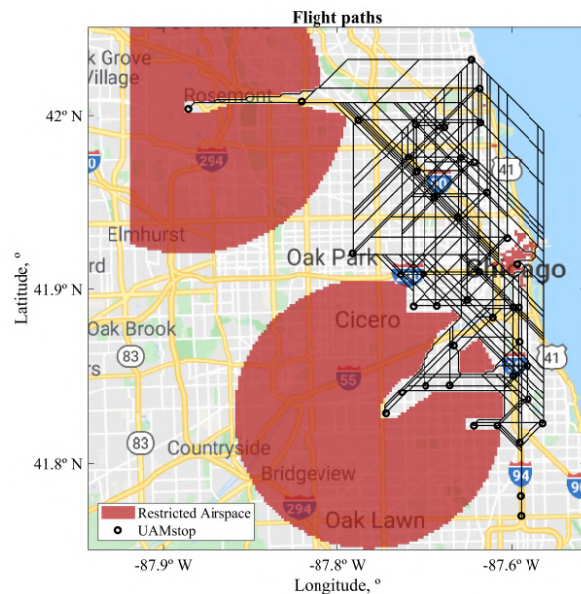 Flight paths
k Grove
Village
Rosemont
42° N
294
90
41
Elmhurst
Oak Park
Latitude, °
41.9° N
rd
Cicero
Oak Brook
83
41
rs
55
83
Countryside
41.8° N
Bridgeview
94
294
Oak Lawn
Restricted Airspace
UAMstop
-87.9° W
-87.8° W
-87.7° W
-87.6° W
Longitude, °